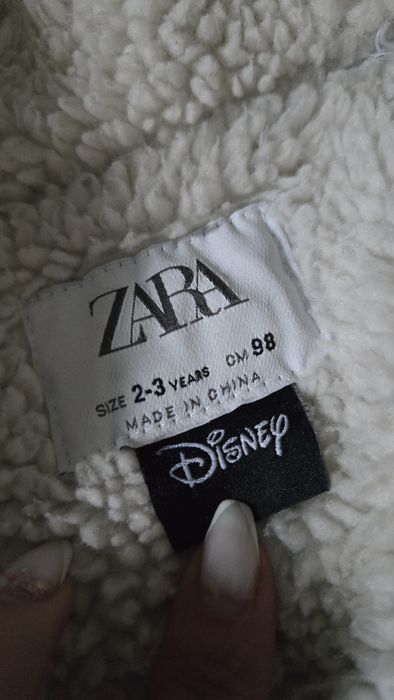 ZARA
SIZE 2-3 YEARS CM 98
MADE IN CHINA
Disney